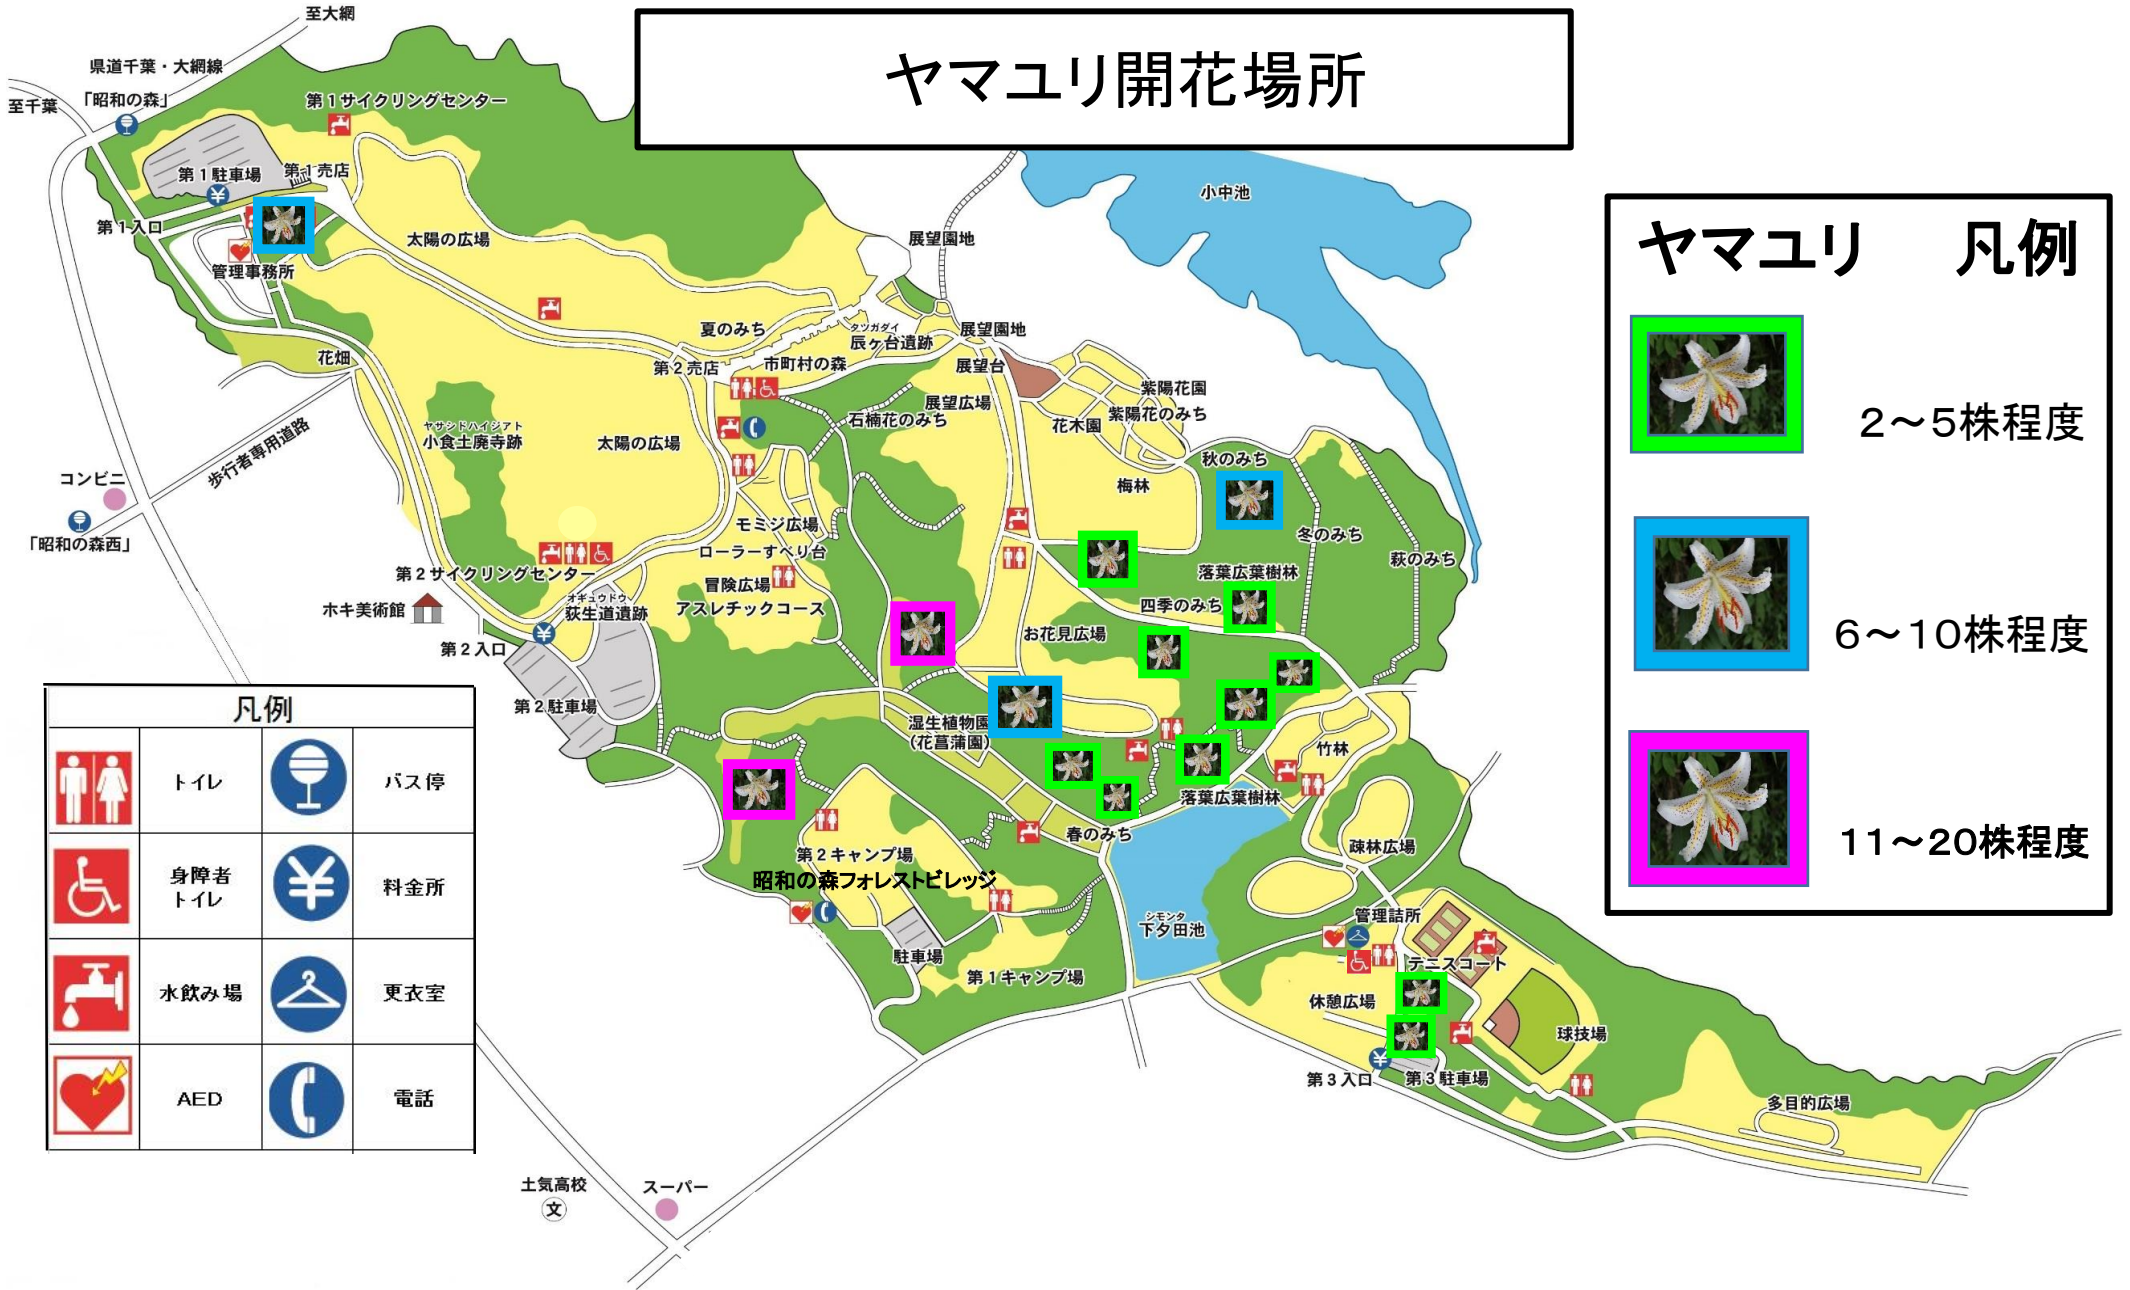 ヤマユリ開花場所
至大網
県道千葉・大網線
「昭和の森」
至千葉
第1サイクリングセンター
第1駐車場
第1売店
第1入口
管理事務所
太陽の広場
展望園地
小中池
花畑
夏のみち
タツガダイ
辰ヶ台遺跡
展望園地
第2売店
市町村の森
展望台
紫陽花園
展望広場
紫陽花のみち
石楠花のみち
花木園
ヤサシドハイジアト
小食土廃寺跡
太陽の広場
歩行者専用道路
コンビニ
「昭和の森西」
秋のみち
梅林
モミジ広場
冬のみち
ローラーすべり台
萩のみち
第2サイクリングセンター
冒険広場
落葉広葉樹林
オギュウドウ
荻生道遺跡
アスレチックコース
四季のみち
ホキ美術館
お花見広場
第2入口
第2駐車場
湿生植物園
(花菖蒲園)
竹林
落葉広葉樹林
春のみち
疎林広場
第2キャンプ場
昭和の森フォレストビレッジ
シモンタ
下夕田池
管理詰所
駐車場
テニスコート
第1キャンプ場
休憩広場
球技場
第3入口
第3駐車場
多目的広場
土気高校
文
スーパー
凡例
トイレ
バス停
身障者
トイレ
料金所
水飲み場
更衣室
AED
電話
ヤマユリ 凡例
2～5株程度
6～10株程度
11～20株程度